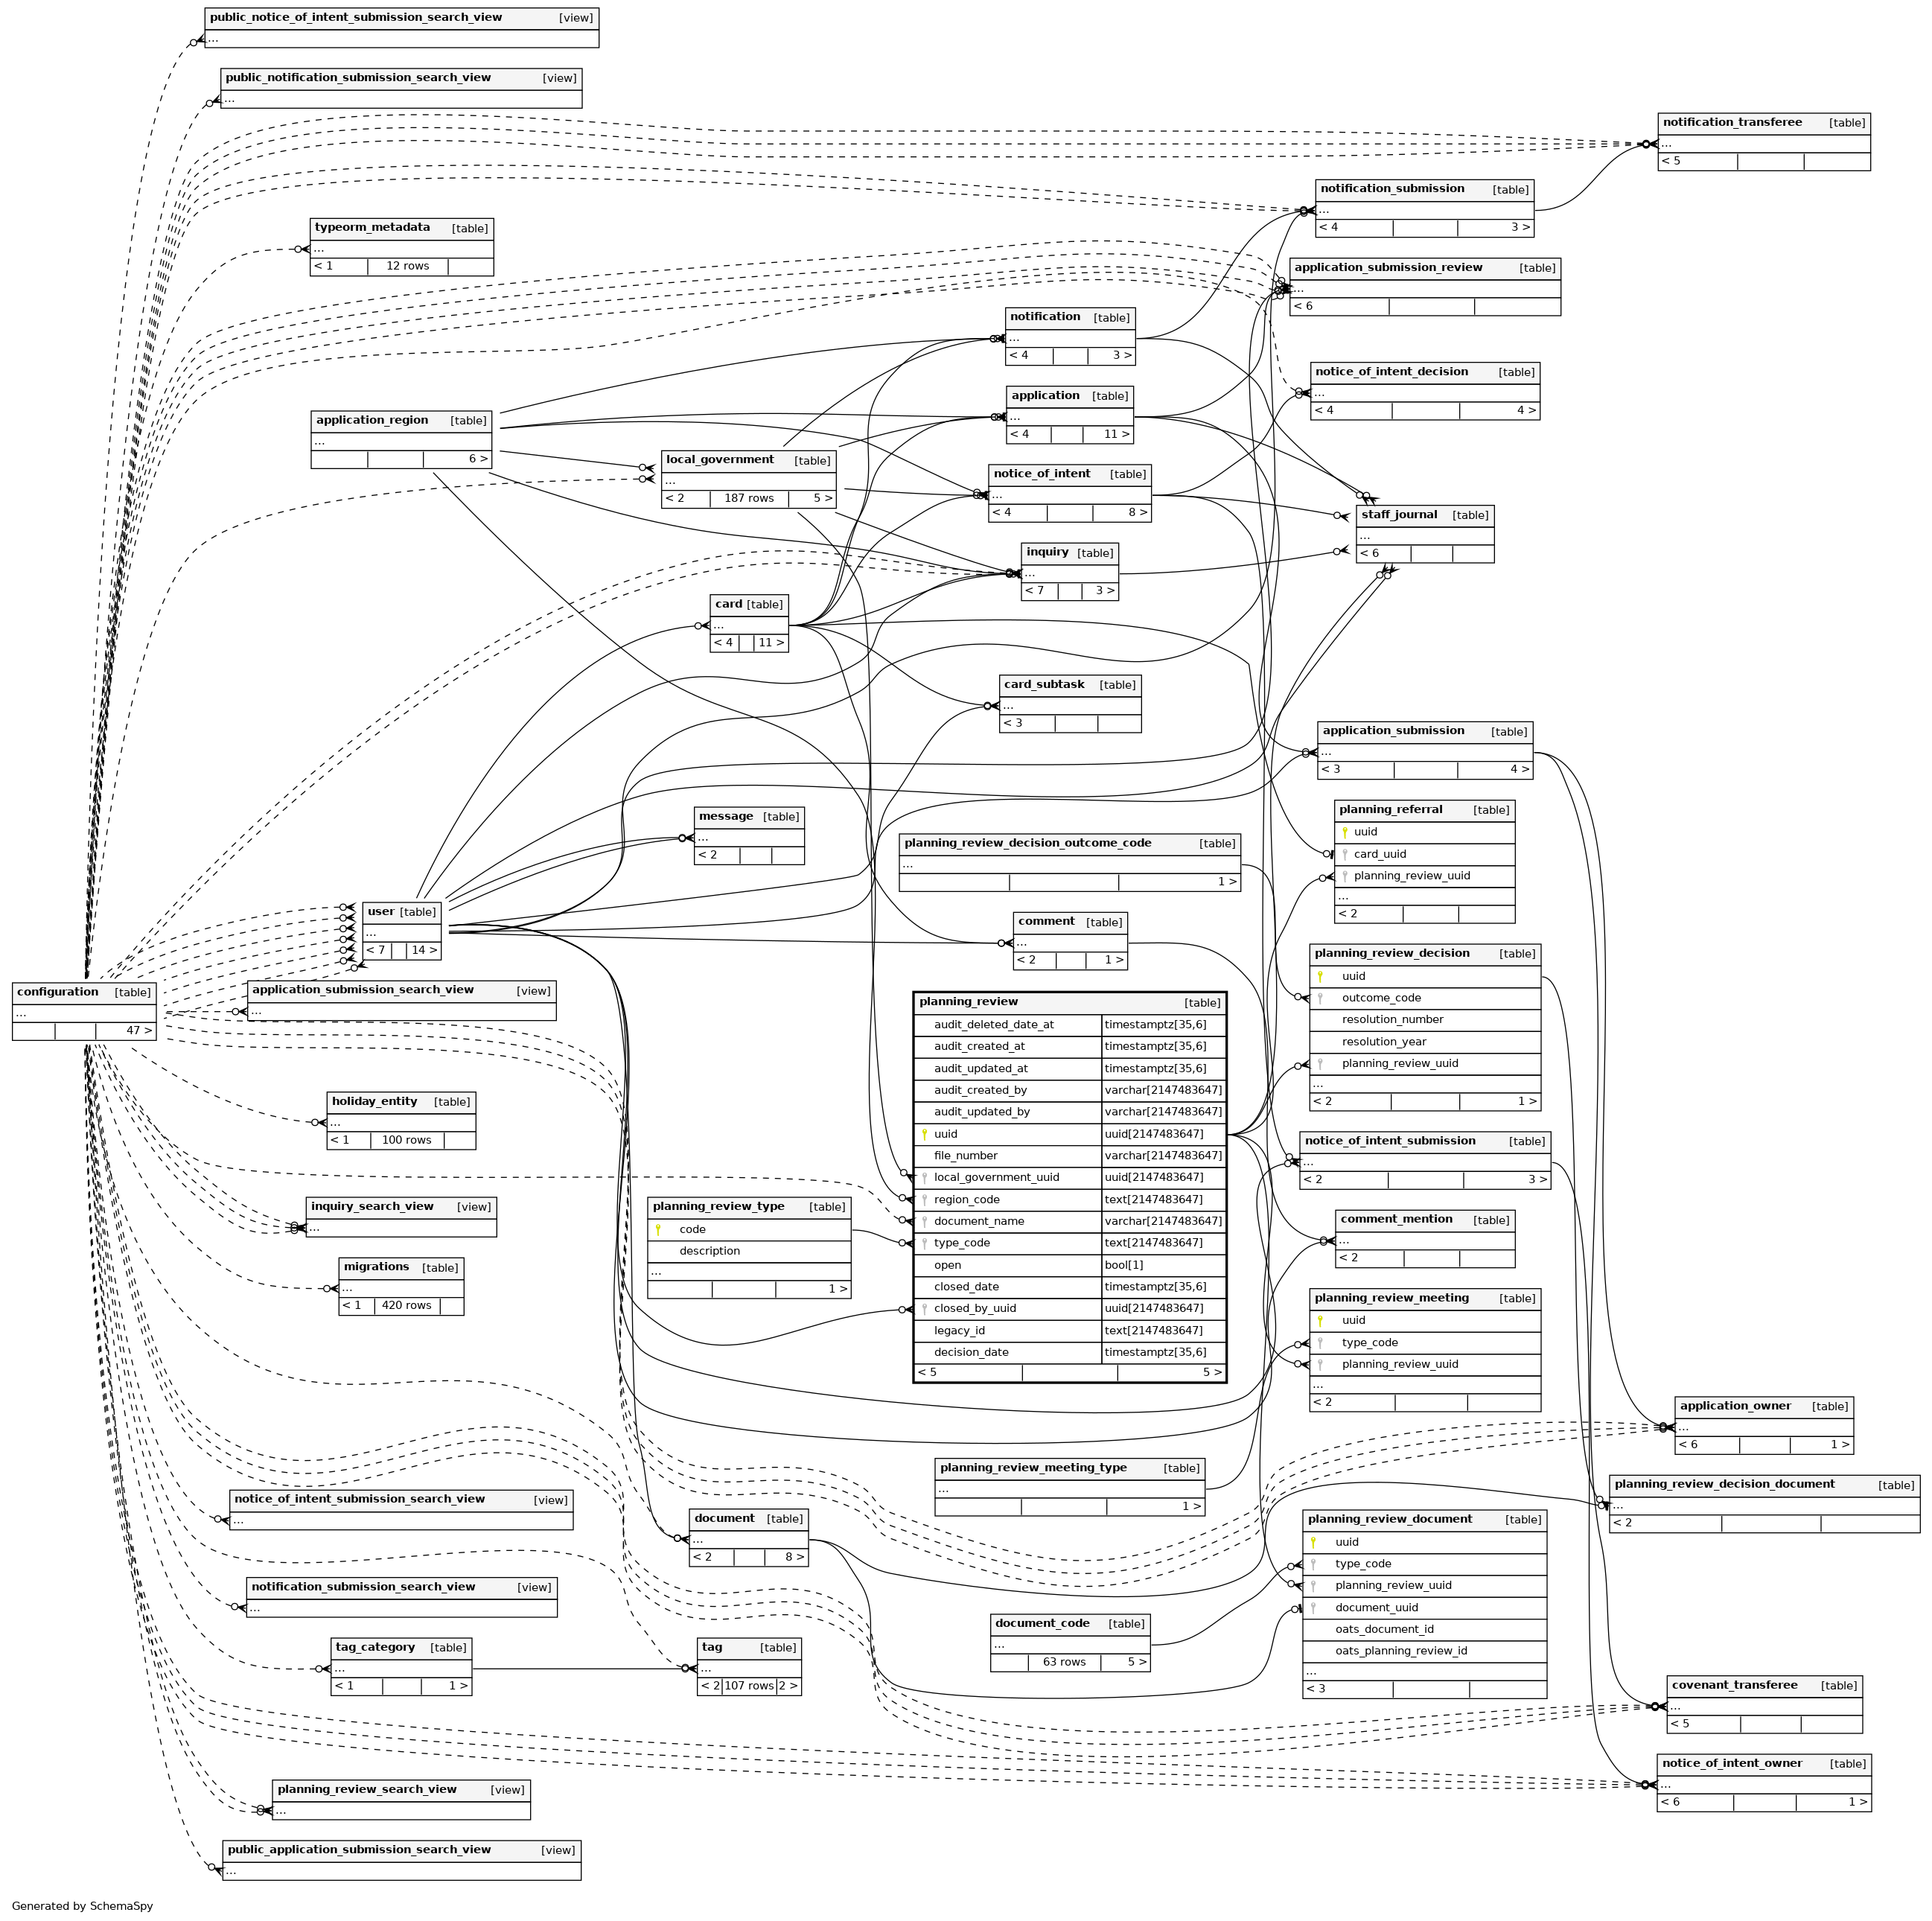 public_notice_of_intent_submission_search_view [view]
...
public_notification_submission_search_view [view]
...
notification_transferee [table]
...
< 5
notification_submission [table]
...
< 4 3 >
typeorm_metadata [table]
...
< 1 12 rows
application_submission_review [table]
...
< 6
notification [table]
...
< 4 3 >
notice_of_intent_decision [table]
...
< 4 4 >
application [table]
...
< 4 11 >
application_region [table]
...
6 >
local_government [table]
...
< 2 187 rows 5 >
notice_of_intent [table]
...
< 4 8 >
staff_journal [table]
...
< 6
inquiry [table]
...
< 7 3 >
card [table]
...
< 4 11 >
card_subtask [table]
...
< 3
application_submission [table]
...
< 3 4 >
message [table]
...
< 2
planning_referral [table]
uuid
card_uuid
planning_review_uuid
...
< 2
planning_review_decision_outcome_code [table]
...
1 >
user [table]
...
< 7 14 >
comment [table]
...
< 2 1 >
planning_review_decision [table]
uuid
outcome_code
resolution_number
resolution_year
planning_review_uuid
...
< 2 1 >
configuration [table]
...
47 >
application_submission_search_view [view]
...
planning_review [table]
audit_deleted_date_at timestamptz[35,6]
audit_created_at timestamptz[35,6]
audit_updated_at timestamptz[35,6]
audit_created_by varchar[2147483647]
audit_updated_by varchar[2147483647]
uuid uuid[2147483647]
file_number varchar[2147483647]
local_government_uuid uuid[2147483647]
region_code text[2147483647]
document_name varchar[2147483647]
type_code text[2147483647]
open bool[1]
closed_date timestamptz[35,6]
closed_by_uuid uuid[2147483647]
legacy_id text[2147483647]
decision_date timestamptz[35,6]
< 5 5 >
holiday_entity [table]
...
< 1 100 rows
notice_of_intent_submission [table]
...
< 2 3 >
inquiry_search_view [view]
...
planning_review_type [table]
code
description
...
1 >
comment_mention [table]
...
< 2
migrations [table]
...
< 1 420 rows
planning_review_meeting [table]
uuid
type_code
planning_review_uuid
...
< 2
application_owner [table]
...
< 6 1 >
planning_review_meeting_type [table]
...
1 >
planning_review_decision_document [table]
...
< 2
notice_of_intent_submission_search_view [view]
...
document [table]
...
< 2 8 >
planning_review_document [table]
uuid
type_code
planning_review_uuid
document_uuid
oats_document_id
oats_planning_review_id
...
< 3
notification_submission_search_view [view]
...
document_code [table]
...
63 rows 5 >
tag_category [table]
...
< 1 1 >
tag [table]
...
< 2 107 rows 2 >
covenant_transferee [table]
...
< 5
notice_of_intent_owner [table]
...
< 6 1 >
planning_review_search_view [view]
...
public_application_submission_search_view [view]
...
Generated by SchemaSpy